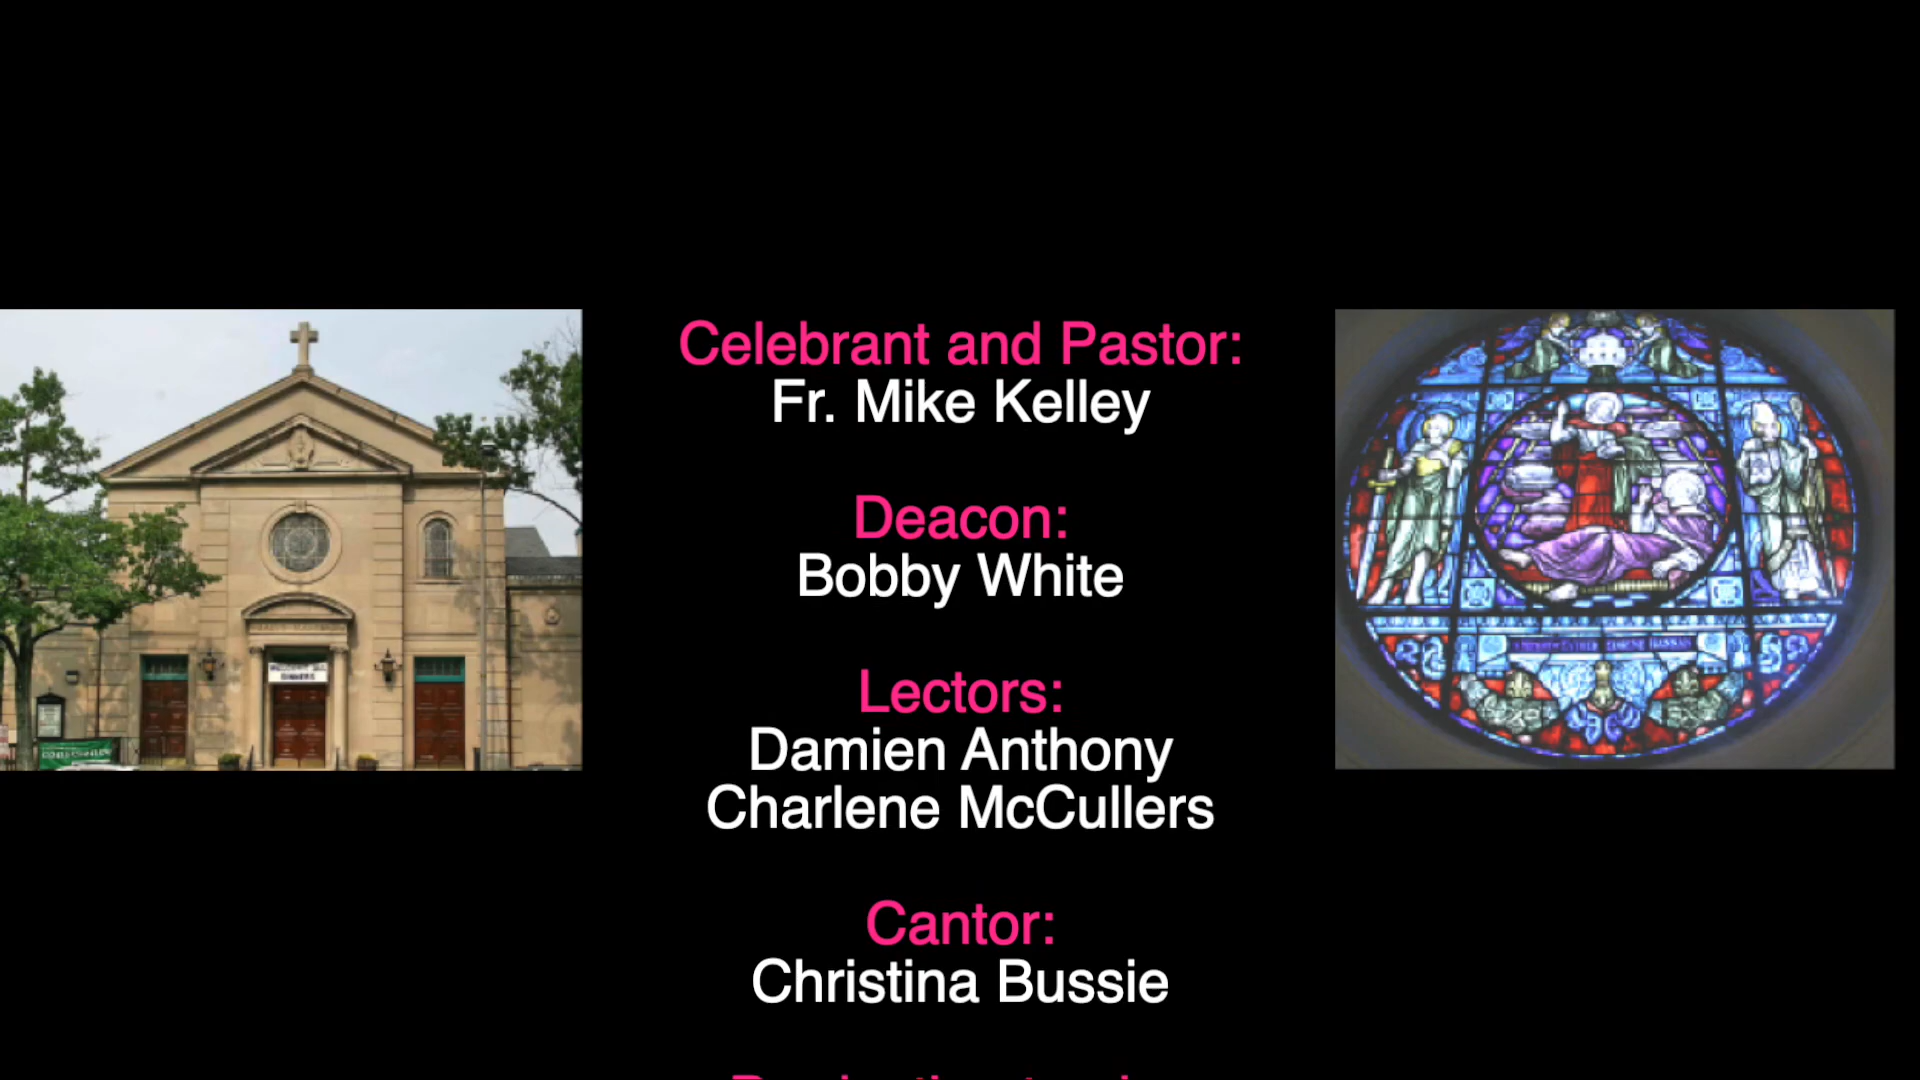 Celebrant and Pastor:
Fr. Mike Kelley
Deacon:
Bobby White
Lectors:
Damien Anthony
Charlene McCullers
Cantor:
Christina Bussie